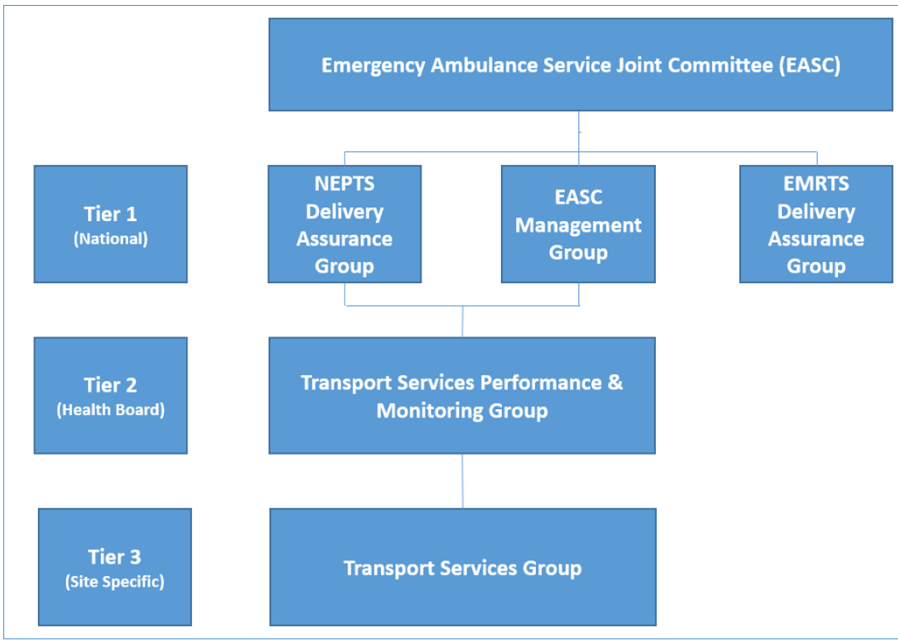 Emergency Ambulance Service Joint Committee (EASC)
Tier 1
(National)
NEPTS
Delivery
Assurance
Group
EASC
Management
Group
EMRTS
Delivery
Assurance
Group
Tier 2
(Health Board)
Transport Services Performance &
Monitoring Group
Tier 3
(Site Specific)
Transport Services Group